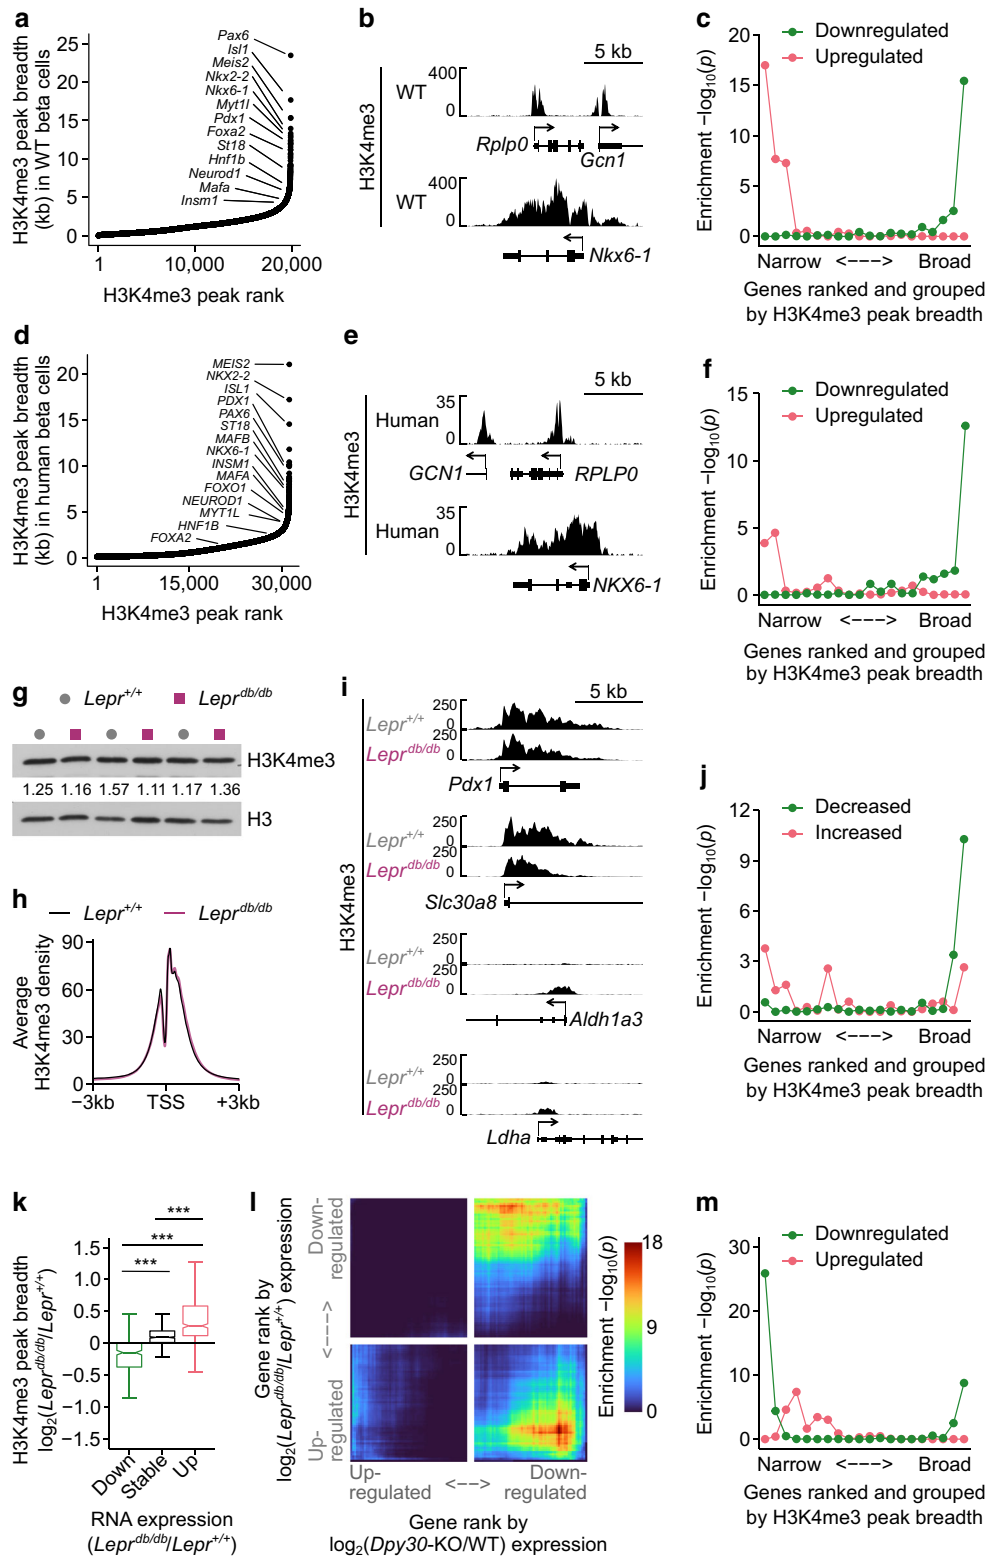 a
H3K4me3 peak breadth
(kb) in WT beta cells
25
20
15
10
5
0
Pax6
Isl1
Meis2
Nkx2-2
Nkx6-1
Myt1l
Pdx1
Foxa2
St18
Hnf1b
Neurod1
Mafa
Insm1
1
10,000
20,000
H3K4me3 peak rank
b
5 kb
H3K4me3
400
WT
0
Rplp0
Gcn1
400
WT
0
Nkx6-1
c
Downregulated
Upregulated
Enrichment −log10(p)
20
15
10
5
0
Narrow <---> Broad
Genes ranked and grouped
by H3K4me3 peak breadth
d
H3K4me3 peak breadth
(kb) in human beta cells
20
15
10
5
0
MEIS2
NKX2-2
ISL1
PDX1
PAX6
ST18
MAFB
NKX6-1
INSM1
MAFA
FOXO1
NEUROD1
MYT1L
HNF1B
FOXA2
1
15,000
30,000
H3K4me3 peak rank
e
5 kb
H3K4me3
35
Human
0
GCN1
RPLP0
35
Human
0
NKX6-1
f
Downregulated
Upregulated
Enrichment −log10(p)
15
10
5
0
Narrow <---> Broad
Genes ranked and grouped
by H3K4me3 peak breadth
g
Lepr+/+
Leprdb/db
H3K4me3
1.25 1.16 1.57 1.11 1.17 1.36
H3
h
Lepr+/+
Leprdb/db
Average
H3K4me3 density
90
60
30
0
−3kb
TSS
+3kb
i
5 kb
H3K4me3
250
Lepr+/+
0
250
Leprdb/db
0
Pdx1
250
Lepr+/+
0
250
Leprdb/db
0
Slc30a8
250
Lepr+/+
0
250
Leprdb/db
0
Aldh1a3
250
Lepr+/+
0
250
Leprdb/db
0
Ldha
j
Decreased
Increased
Enrichment −log10(p)
12
9
6
3
0
Narrow <---> Broad
Genes ranked and grouped
by H3K4me3 peak breadth
k
H3K4me3 peak breadth
log2(Leprdb/db/Lepr+/+)
***
***
***
1.5
1.0
0.5
0
−0.5
−1.0
−1.5
Down
Stable
Up
RNA expression
(Leprdb/db/Lepr+/+)
l
Gene rank by
log2(Leprdb/db/Lepr+/+) expression
Down-
regulated
<--->
Up-
regulated
Up-
regulated
<-->
Down-
regulated
Gene rank by
log2(Dpy30-KO/WT) expression
Enrichment −log10(p)
18
9
0
m
Downregulated
Upregulated
Enrichment −log10(p)
30
20
10
0
Narrow <---> Broad
Genes ranked and grouped
by H3K4me3 peak breadth